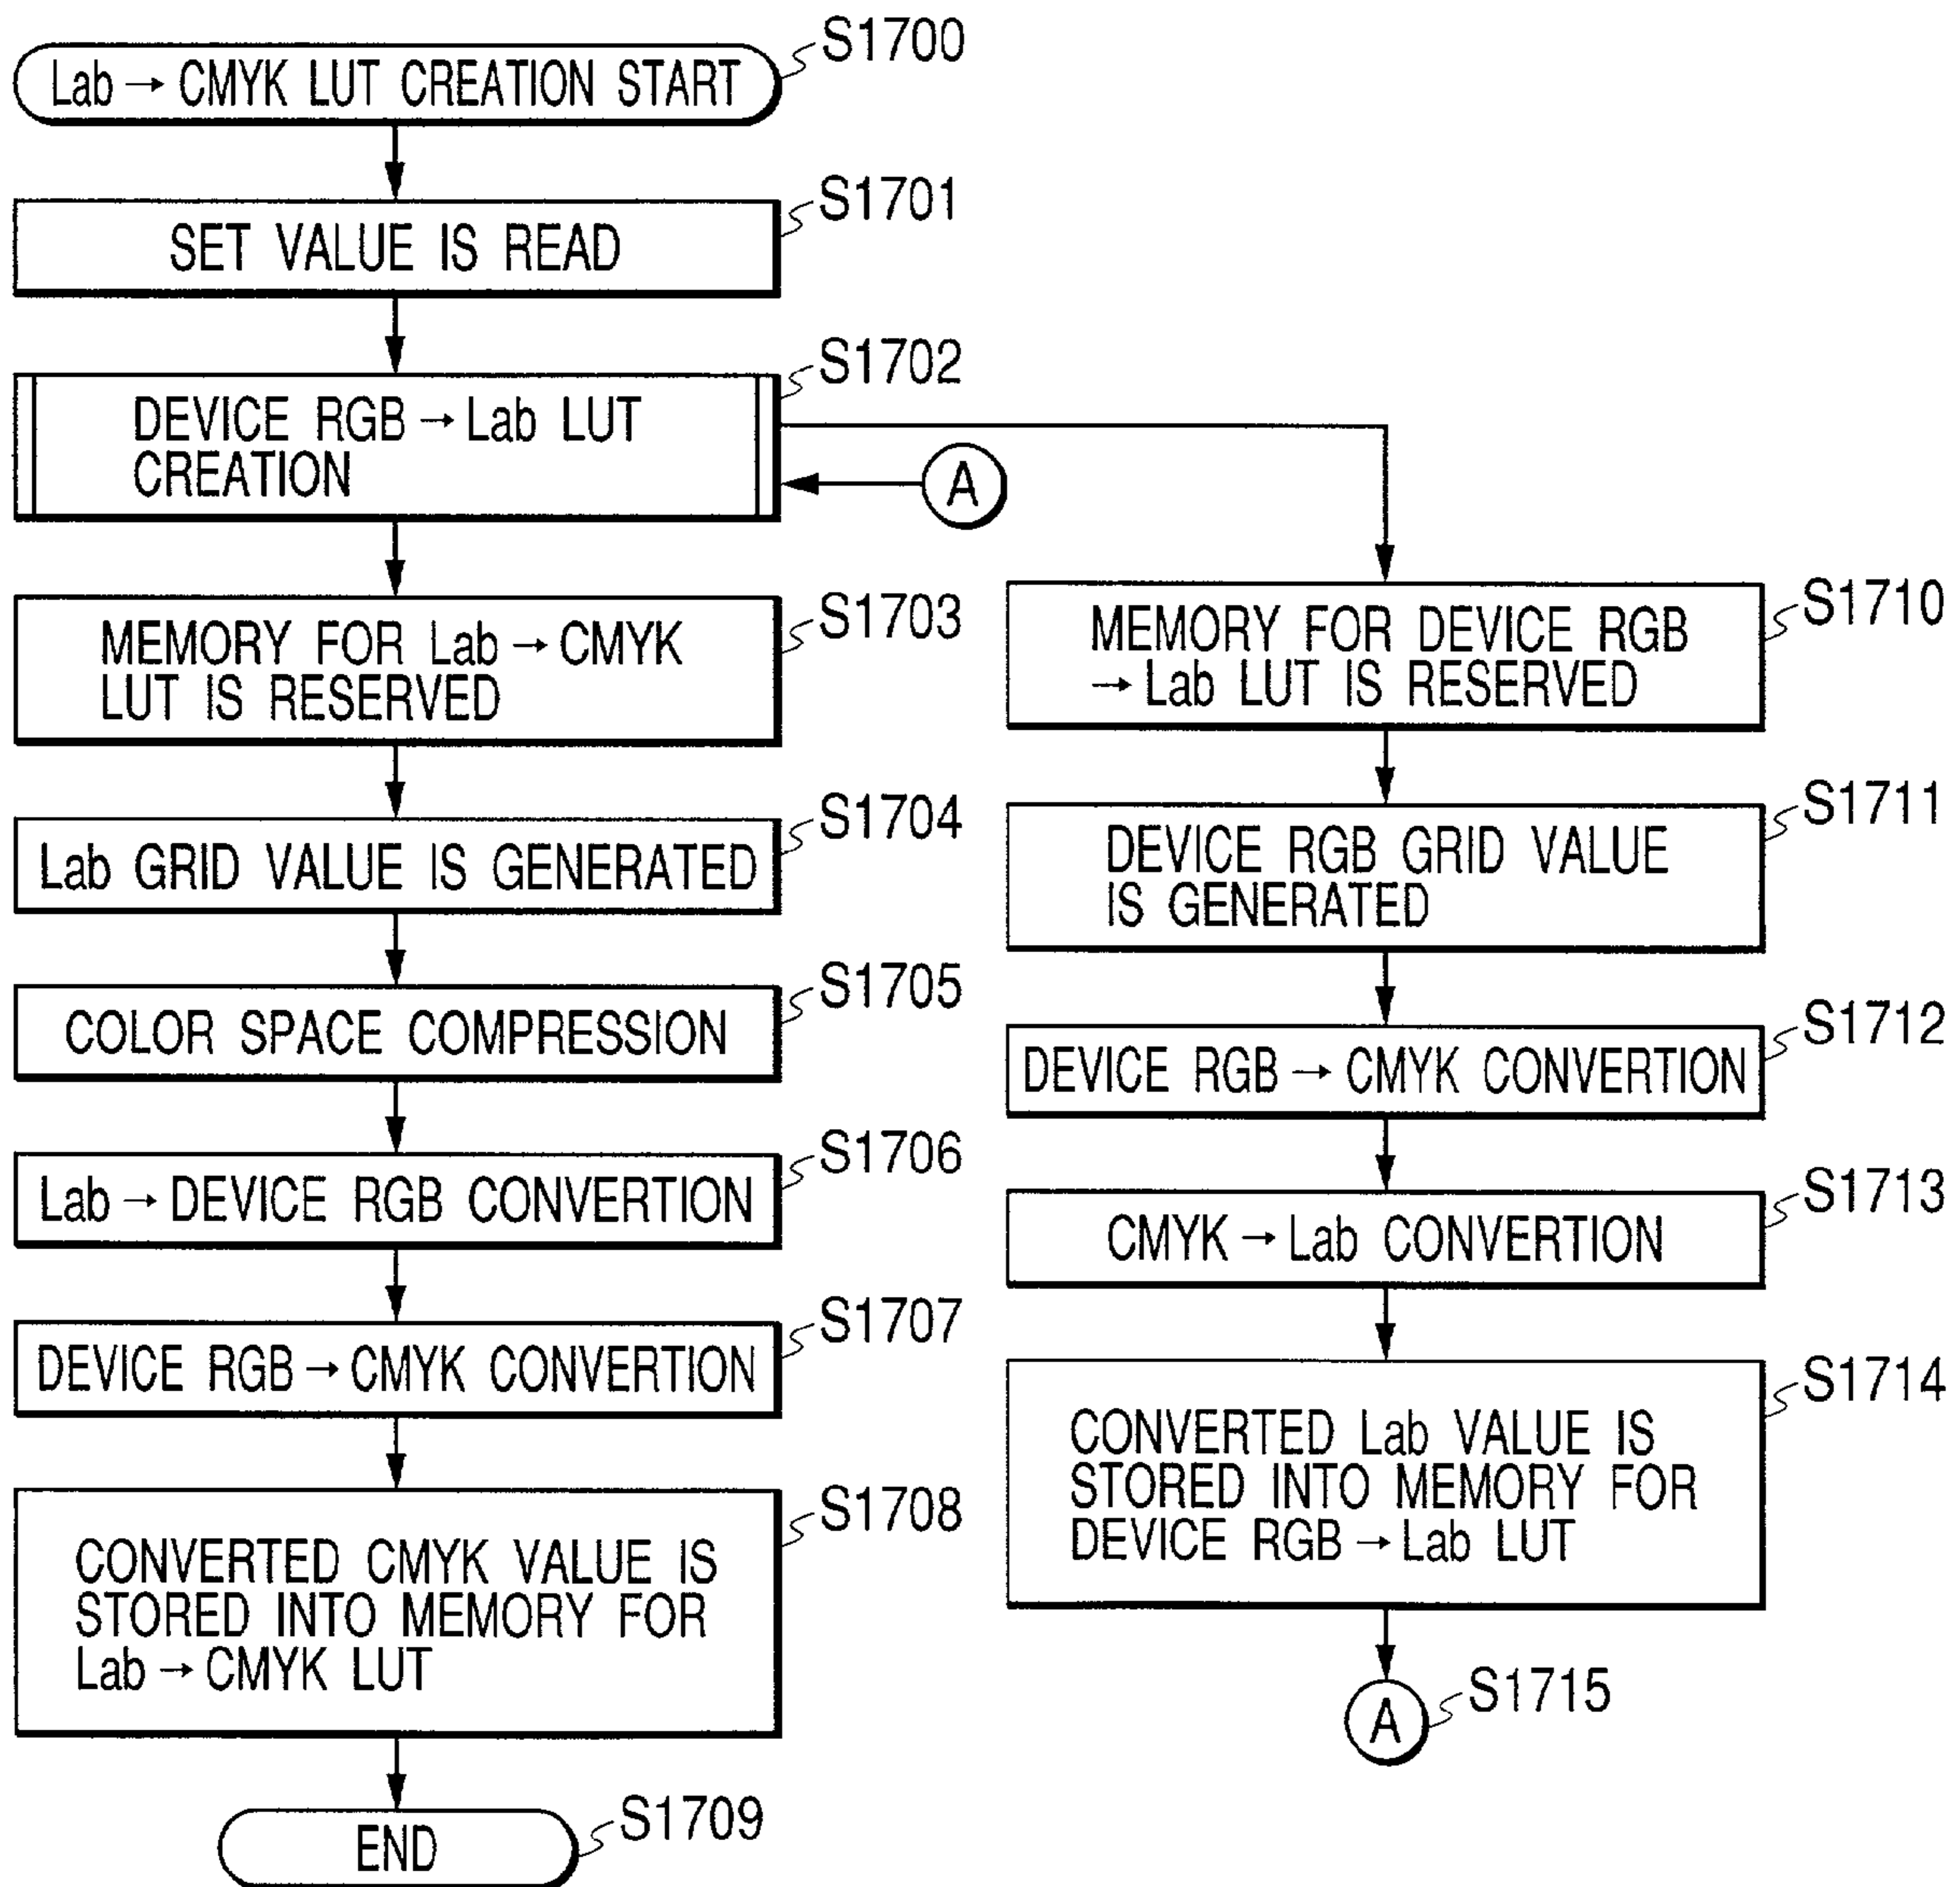 S1700
Lab → CMYK LUT CREATION START
S1701
SET VALUE IS READ
S1702
DEVICE RGB → Lab LUT
CREATION
A
S1703
MEMORY FOR Lab → CMYK
LUT IS RESERVED
S1704
Lab GRID VALUE IS GENERATED
S1705
COLOR SPACE COMPRESSION
S1706
Lab → DEVICE RGB CONVERTION
S1707
DEVICE RGB → CMYK CONVERTION
S1708
CONVERTED CMYK VALUE IS
STORED INTO MEMORY FOR
Lab → CMYK LUT
S1709
END
S1710
MEMORY FOR DEVICE RGB
→ Lab LUT IS RESERVED
S1711
DEVICE RGB GRID VALUE
IS GENERATED
S1712
DEVICE RGB → CMYK CONVERTION
S1713
CMYK → Lab CONVERTION
S1714
CONVERTED Lab VALUE IS
STORED INTO MEMORY FOR
DEVICE RGB → Lab LUT
S1715
A